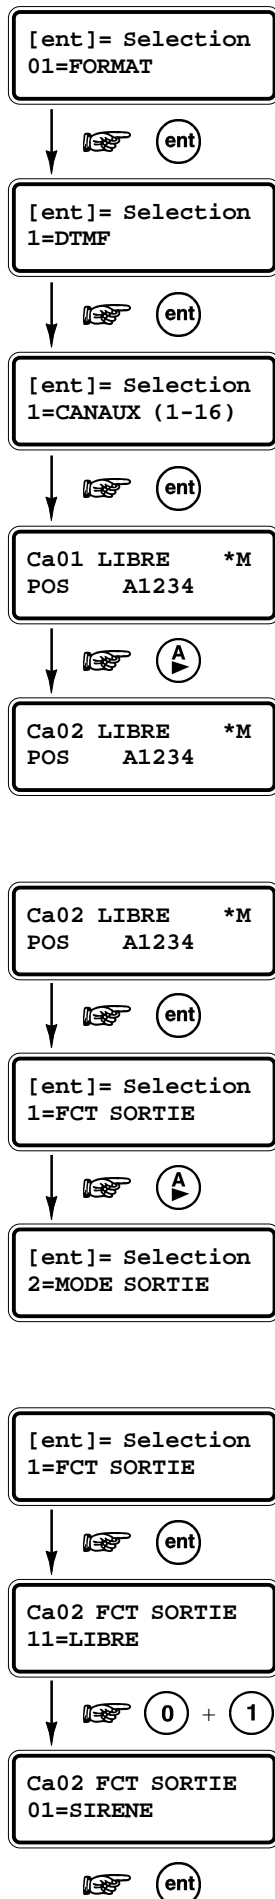 [ent]= Selection
01=FORMAT
ent
[ent]= Selection
1=DTMF
ent
[ent]= Selection
1=CANAUX (1-16)
ent
Ca01 LIBRE *M
POS A1234
A
Ca02 LIBRE *M
POS A1234
Ca02 LIBRE *M
POS A1234
ent
[ent]= Selection
1=FCT SORTIE
A
[ent]= Selection
2=MODE SORTIE
[ent]= Selection
1=FCT SORTIE
ent
Ca02 FCT SORTIE
11=LIBRE
0 + 1
Ca02 FCT SORTIE
01=SIRENE
ent